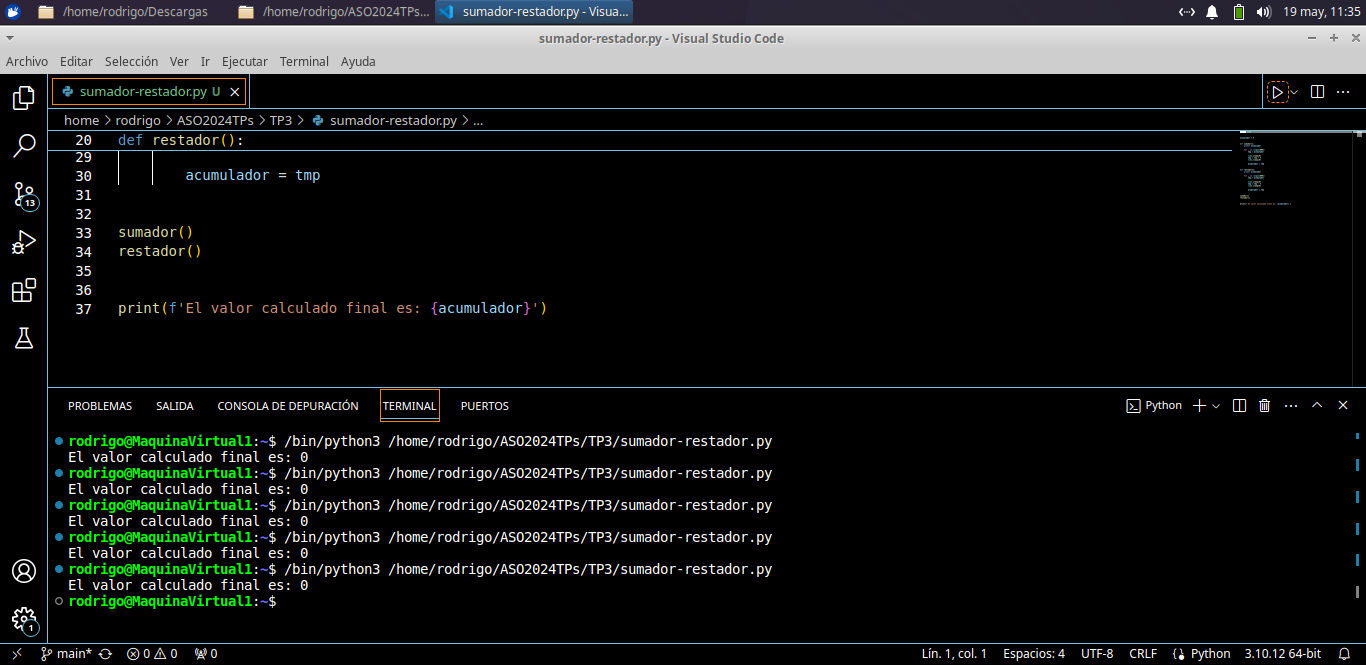 /home/rodrigo/Descargas /home/rodrigo/ASO2024TPs... sumador-restador.py - Visua... 19 may, 11:35
sumador-restador.py - Visual Studio Code
Archivo Editar Selección Ver Ir Ejecutar Terminal Ayuda
sumador-restador.py U
home > rodrigo > ASO2024TPs > TP3 > sumador-restador.py > ...
20 def restador():
29
30 acumulador = tmp
31
32
33 sumador()
34 restador()
35
36
37 print(f'El valor calculado final es: {acumulador}')
13
PROBLEMAS SALIDA CONSOLA DE DEPURACIÓN TERMINAL PUERTOS Python
rodrigo@MaquinaVirtual1:~$ /bin/python3 /home/rodrigo/ASO2024TPs/TP3/sumador-restador.py
El valor calculado final es: 0
rodrigo@MaquinaVirtual1:~$ /bin/python3 /home/rodrigo/ASO2024TPs/TP3/sumador-restador.py
El valor calculado final es: 0
rodrigo@MaquinaVirtual1:~$ /bin/python3 /home/rodrigo/ASO2024TPs/TP3/sumador-restador.py
El valor calculado final es: 0
rodrigo@MaquinaVirtual1:~$ /bin/python3 /home/rodrigo/ASO2024TPs/TP3/sumador-restador.py
El valor calculado final es: 0
rodrigo@MaquinaVirtual1:~$ /bin/python3 /home/rodrigo/ASO2024TPs/TP3/sumador-restador.py
El valor calculado final es: 0
rodrigo@MaquinaVirtual1:~$
1
main* 0 0 0 Lín. 1, col. 1 Espacios: 4 UTF-8 CRLF Python 3.10.12 64-bit